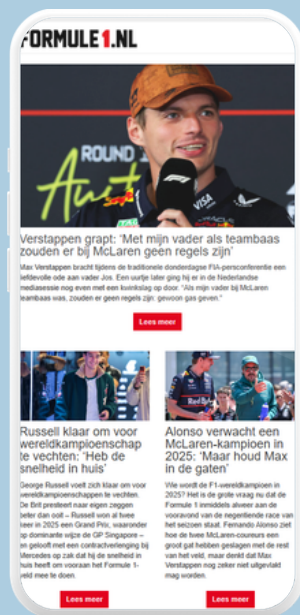 FORMULE1.NL
ROUND
VISA
TAG
Verstappen grapt: 'Met mijn vader als teambaas
zouden er bij McLaren geen regels zijn'
Max Verstappen bracht tijdens de traditionele donderdagse FIA-persconferentie een
liefdevolle ode aan vader Jos. Een uurtje later ging hij er in de Nederlandse
mediasessie nog even met een kwinkslag op door. "Als mijn vader bij McLaren
teambaas was, zouden er geen regels zijn: gewoon gas geven."
Lees meer
Russell klaar om voor
wereldkampioenschap
te vechten: 'Heb de
snelheid in huis'
George Russell voelt zich klaar om voor
wereldkampioenschappen te vechten.
De Brit presteert naar eigen zeggen
beter dan ooit – Russell won al twee
keer in 2025 een Grand Prix, waaronder
op dominante wijze de GP Singapore –
en gelooft met een contractverlenging bij
Mercedes op zak dat hij de snelheid in
huis heeft om vooraan het Formule 1-
veld mee te doen.
Lees meer
Alonso verwacht een
McLaren-kampioen in
2025: 'Maar houd Max
in de gaten'
Wie wordt de F1-wereldkampioen in
2025? Het is de grote vraag nu dat de
Formule 1 inmiddels alweer aan de
vooravond van de negentiende race van
het seizoen staat. Fernando Alonso ziet
hoe de twee McLaren-coureurs een
groot gat hebben geslagen met de rest
van het veld, maar denkt dat Max
Verstappen nog zeker niet uitgevlakt
mag worden.
Lees meer